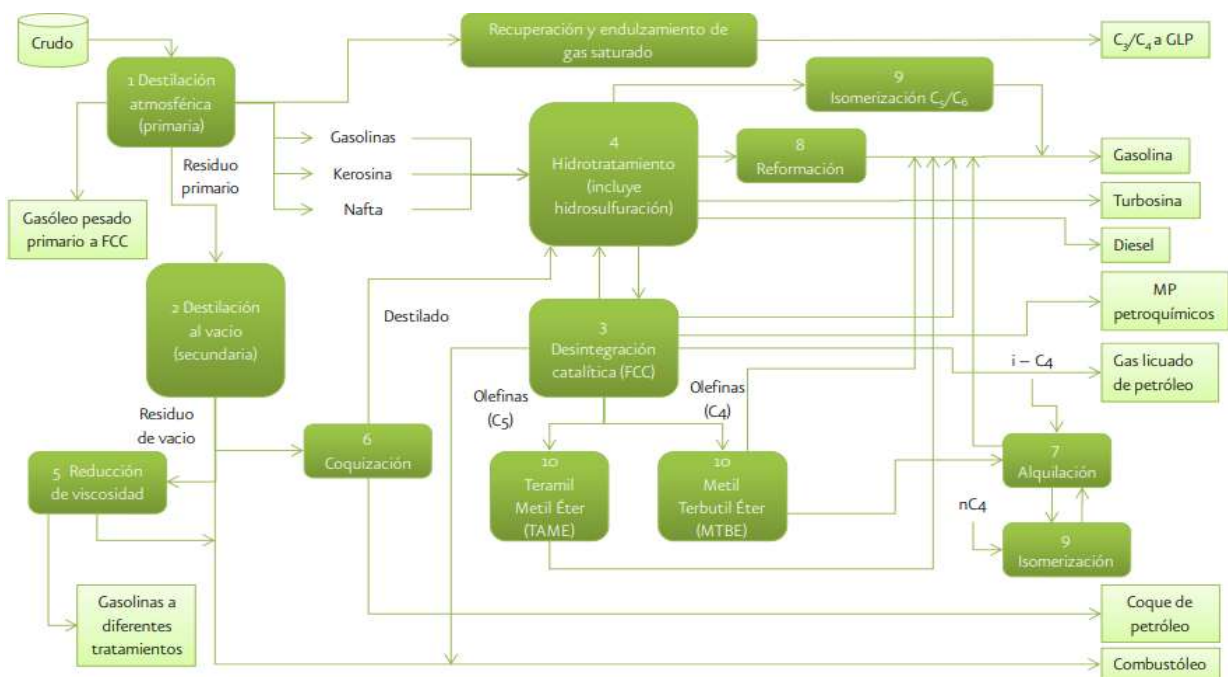 Crudo
Recuperación y endulzamiento de
gas saturado
C3/C4 a GLP
1 Destilación
atmosférica
(primaria)
9
Isomerización C5/C6
Gasolinas
Kerosina
Nafta
4
Hidrotratamiento
(incluye
hidrosulfuración)
8
Reformación
Gasolina
Residuo
primario
Turbosina
Gasóleo pesado
primario a FCC
Diesel
2 Destilación
al vacio
(secundaria)
Destilado
3
Desintegración
catalítica (FCC)
MP
petroquímicos
i – C4
Gas licuado
de petróleo
Residuo
de vacio
Olefinas
(C5)
Olefinas
(C4)
6
Coquización
5 Reducción
de viscosidad
10
Teramil
Metil Éter
(TAME)
10
Metil
Terbutil Éter
(MTBE)
7
Alquilación
nC4
9
Isomerización
Gasolinas a
diferentes
tratamientos
Coque de
petróleo
Combustóleo